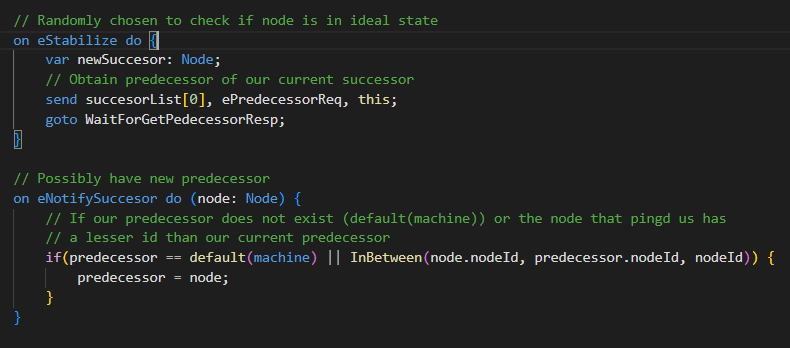 // Randomly chosen to check if node is in ideal state
on eStabilize do {
    var newSuccesor: Node;
    // Obtain predecessor of our current successor
    send succesorList[0], ePredecessorReq, this;
    goto WaitForGetPedecessorResp;
}

// Possibly have new predecessor
on eNotifySuccesor do (node: Node) {
    // If our predecessor does not exist (default(machine)) or the node that pingd us has
    // a lesser id than our current predecessor
    if(predecessor == default(machine) || InBetween(node.nodeId, predecessor.nodeId, nodeId)) {
        predecessor = node;
    }
}